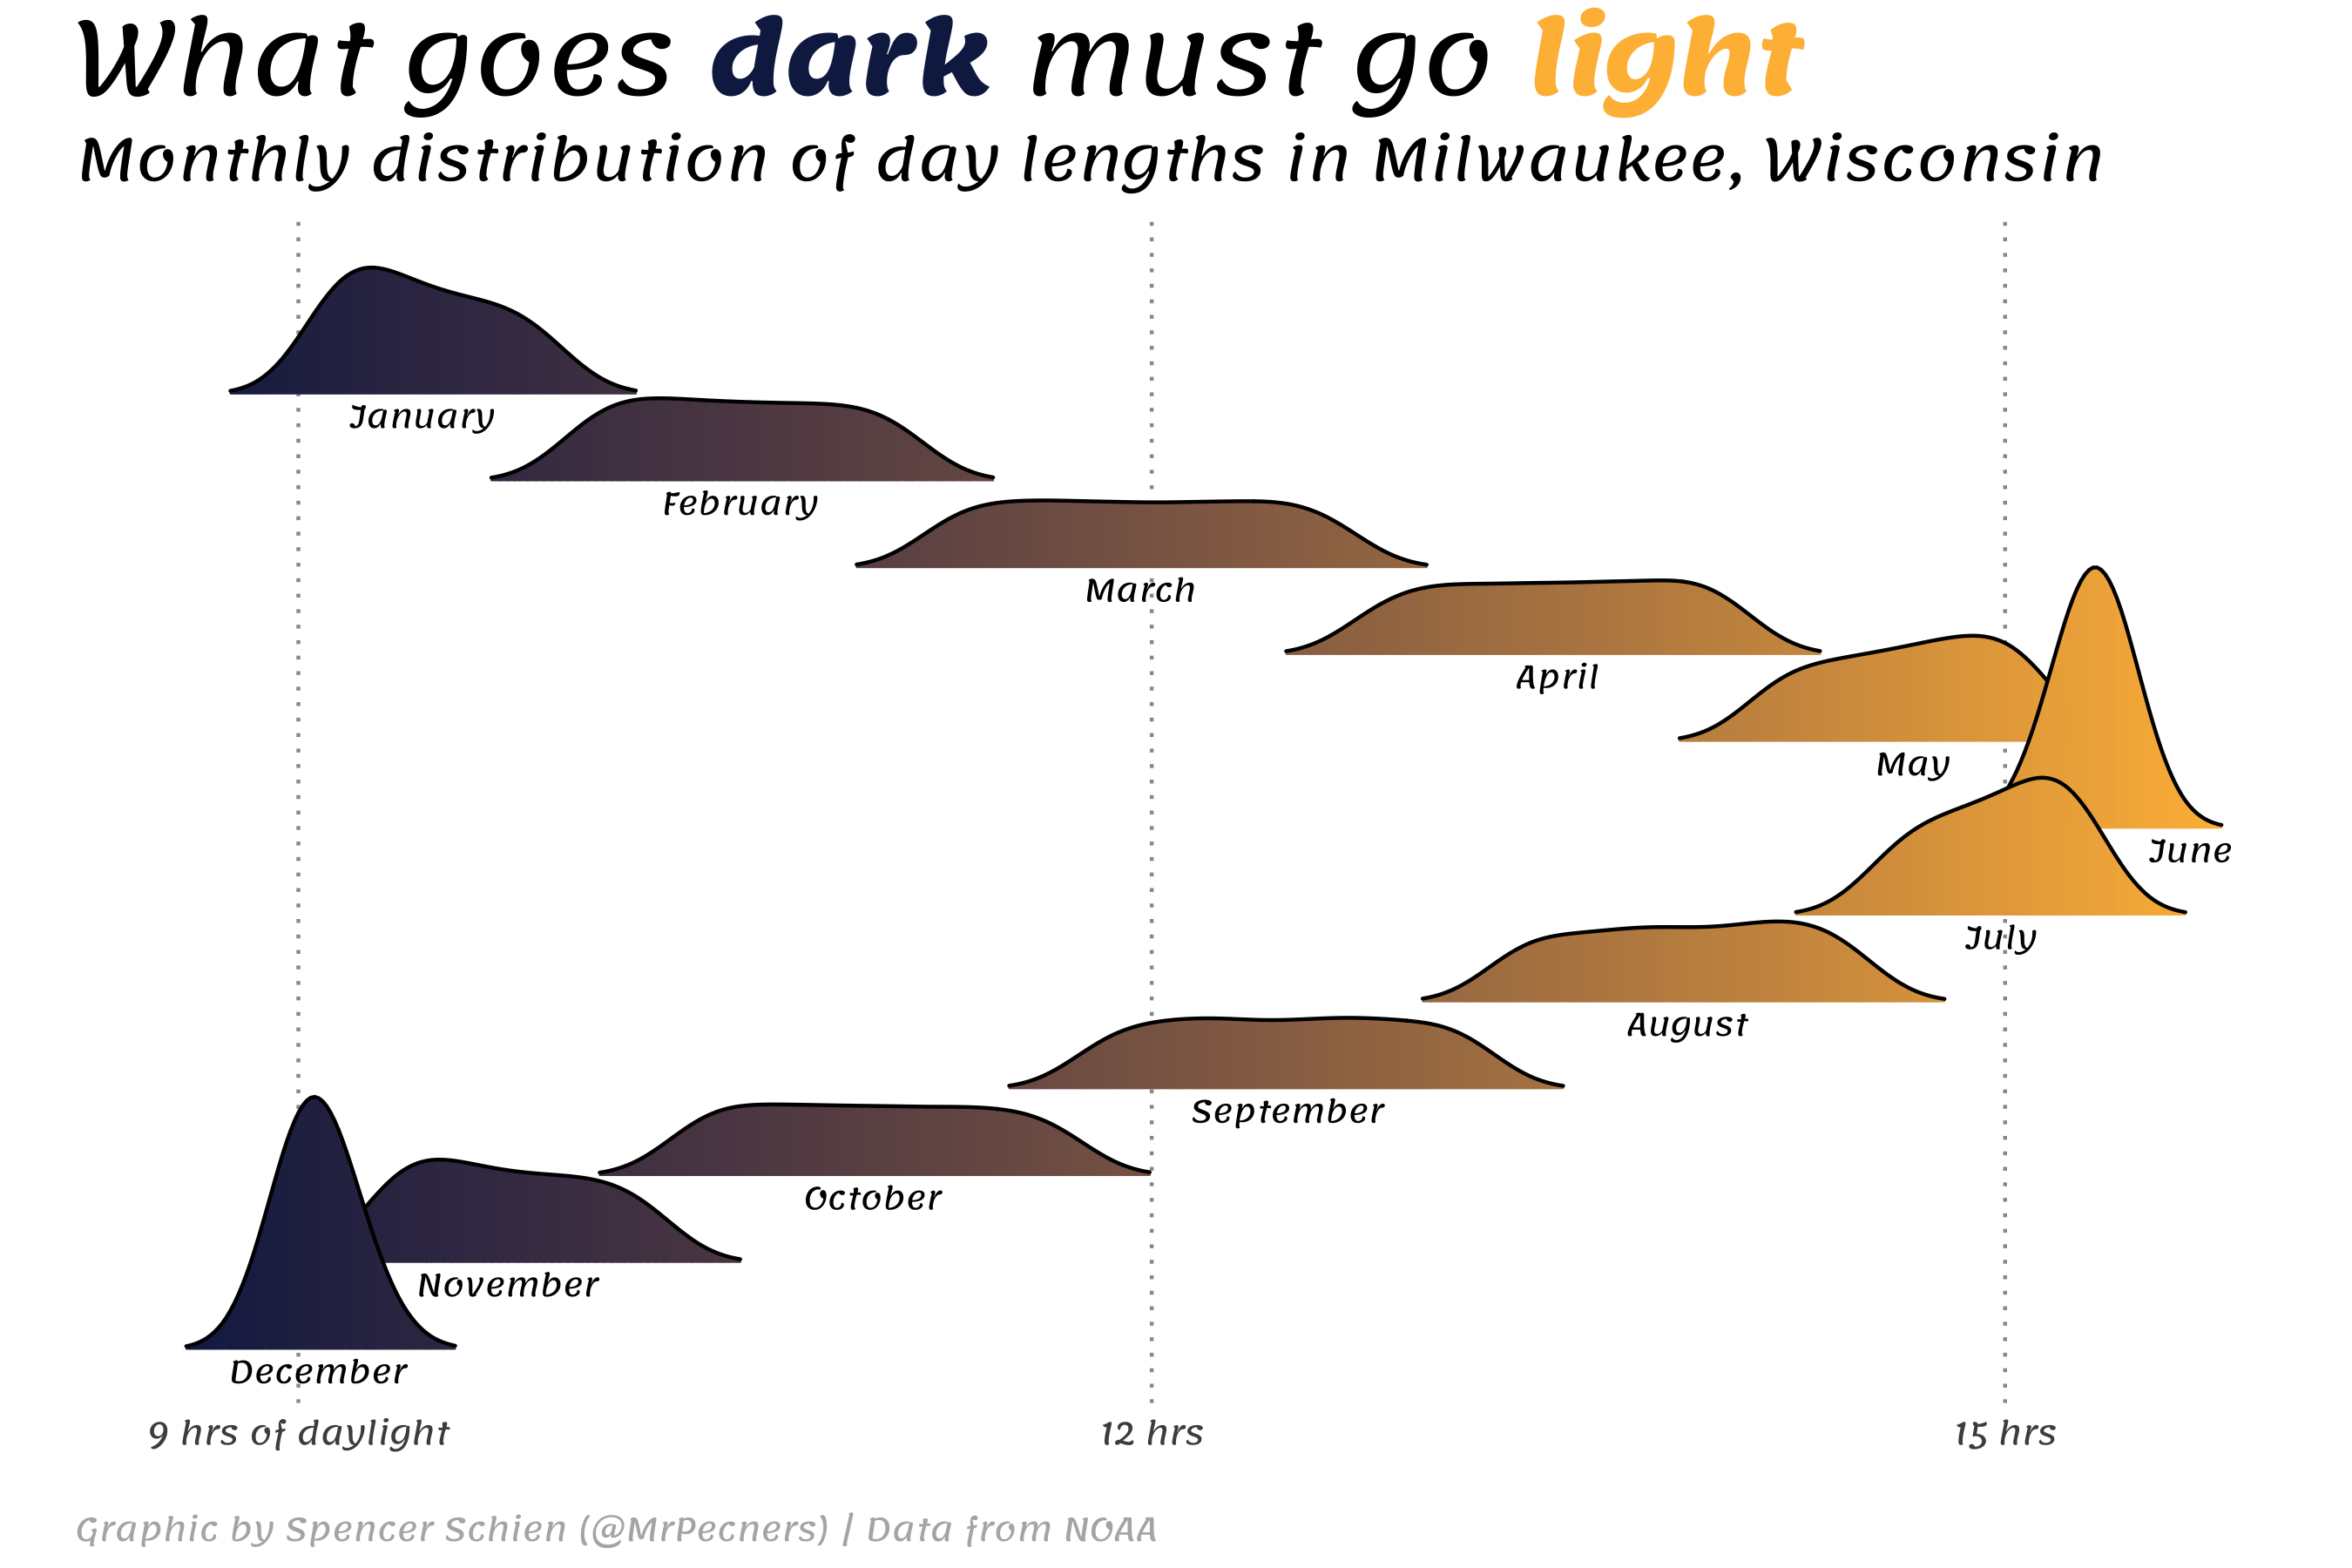 What goes dark must go light
Monthly distribution of day lengths in Milwaukee, Wisconsin
January
February
March
April
May
June
July
August
September
October
November
December
9 hrs of daylight
12 hrs
15 hrs
Graphic by Spencer Schien (@MrPecners) | Data from NOAA